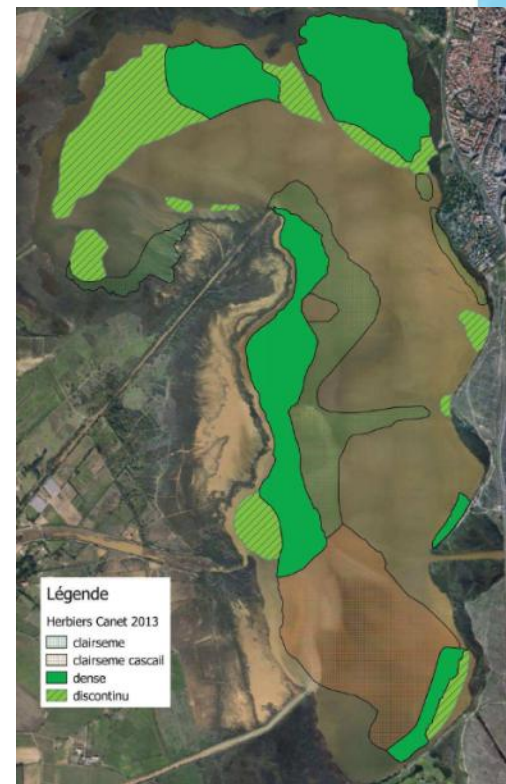 Légende
Herbiers Canet 2013
clairseme
clairseme cascail
dense
discontinu